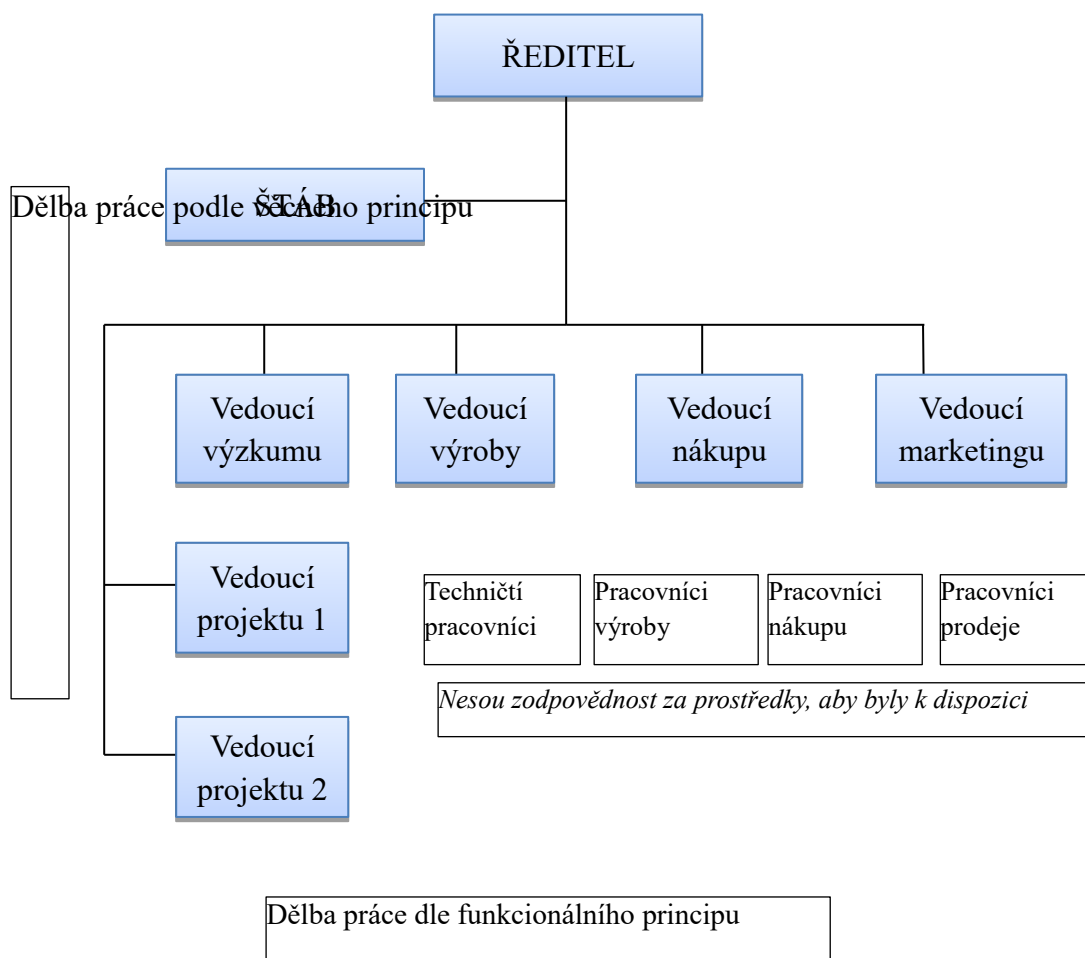 ŘEDITEL
ŠTÁB
Dělba práce podle věcného principu
Vedoucí
výzkumu
Vedoucí
výroby
Vedoucí
nákupu
Vedoucí
marketingu
Vedoucí
projektu 1
Techničtí
pracovníci
Pracovníci
výroby
Pracovníci
nákupu
Pracovníci
prodeje
Nesou zodpovědnost za prostředky, aby byly k dispozici
Vedoucí
projektu 2
Dělba práce dle funkcionálního principu